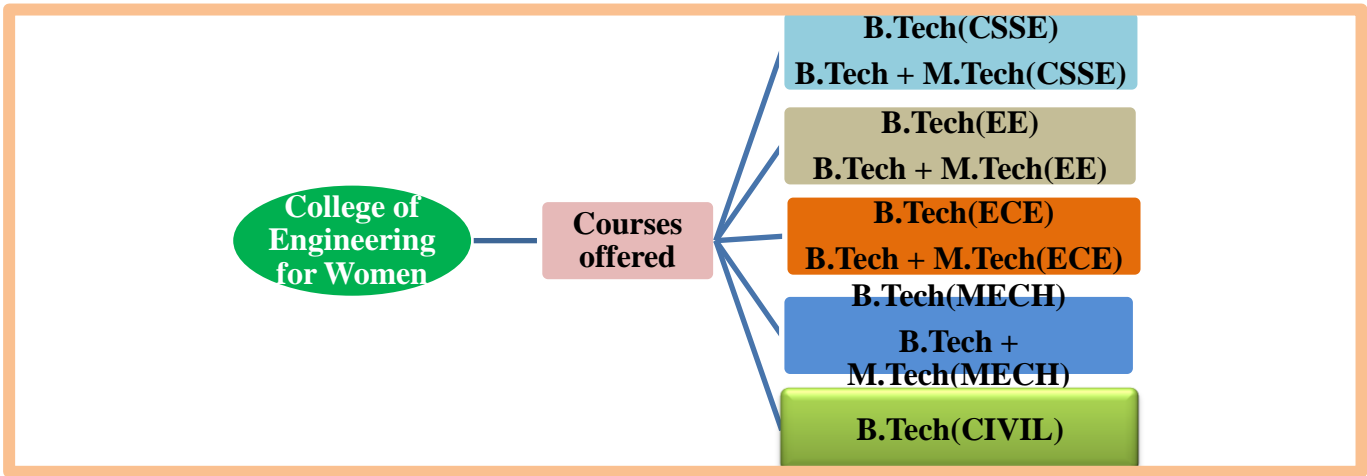 College of
Engineering
for Women
Courses
offered
B.Tech(CSSE)
B.Tech + M.Tech(CSSE)
B.Tech(EE)
B.Tech + M.Tech(EE)
B.Tech(ECE)
B.Tech + M.Tech(ECE)
B.Tech(MECH)
B.Tech +
M.Tech(MECH)
B.Tech(CIVIL)